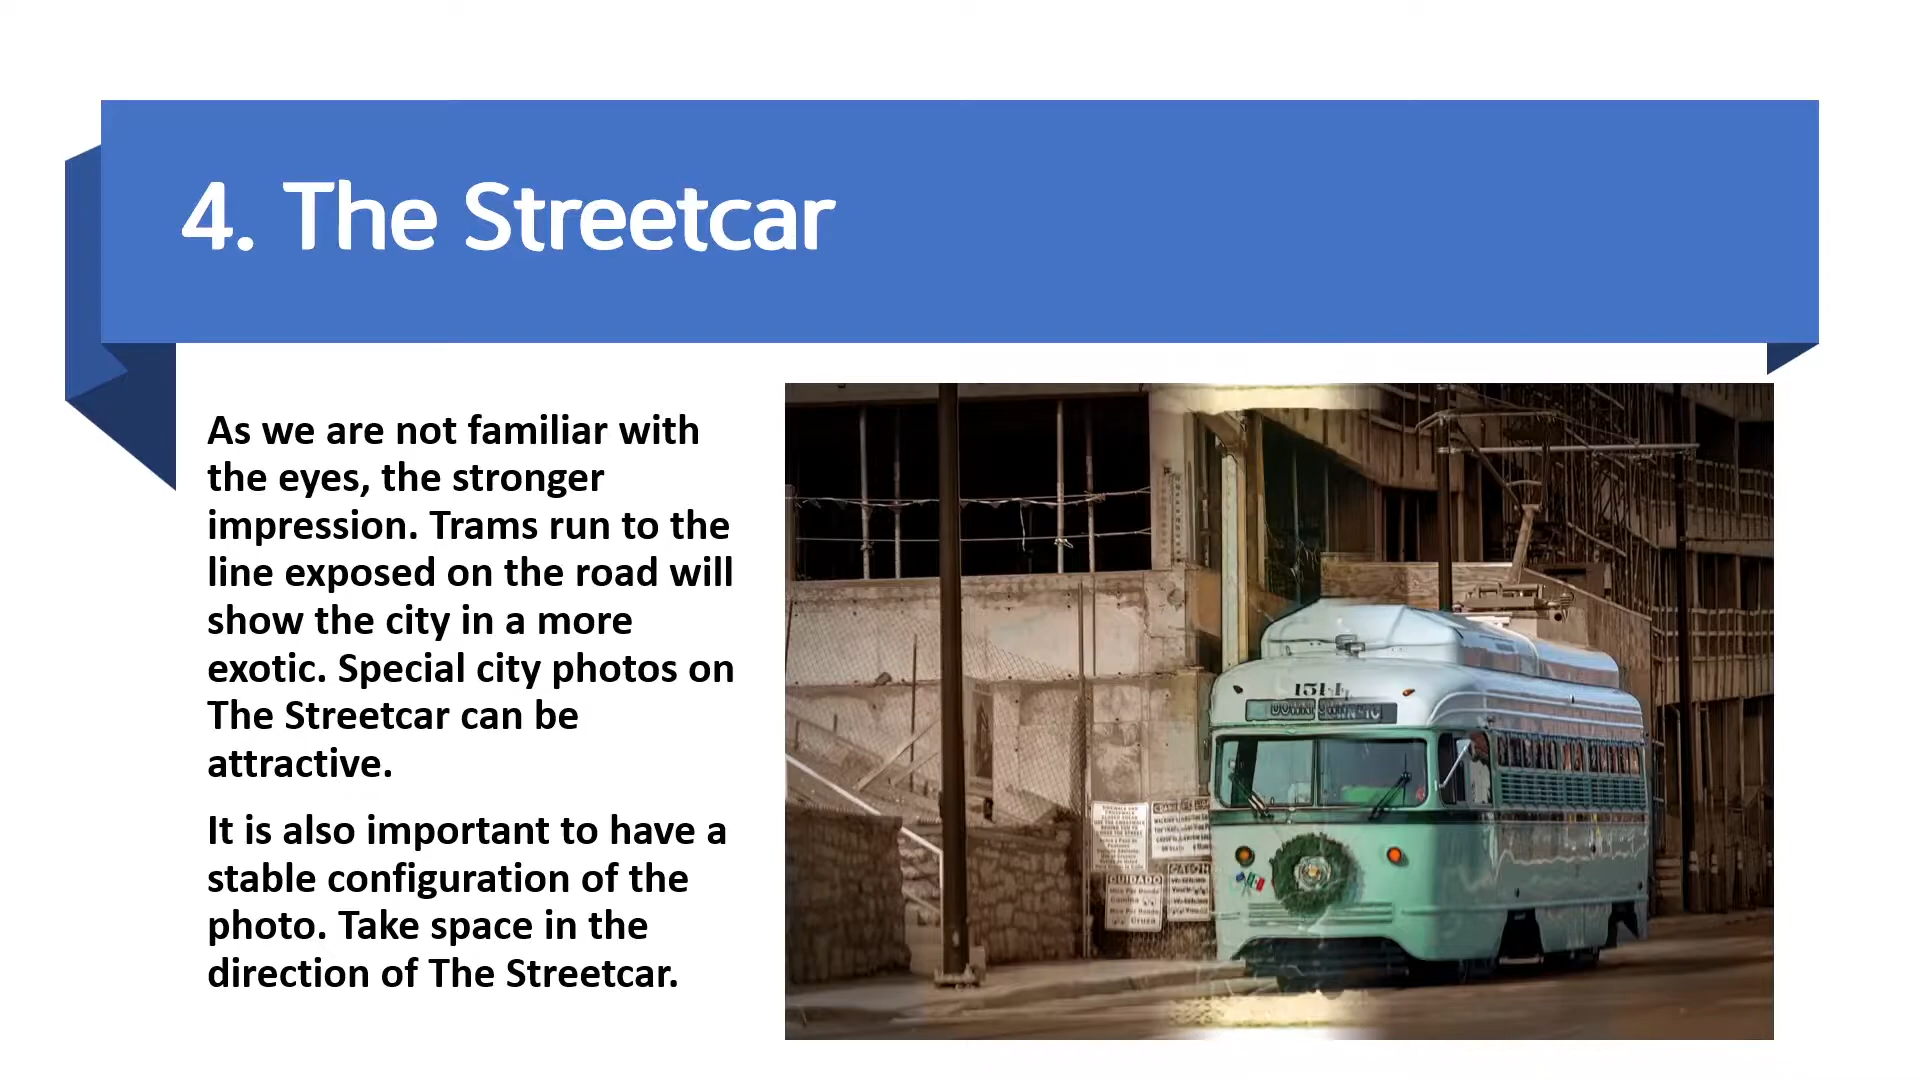 4. The Streetcar
As we are not familiar with
the eyes, the stronger
impression. Trams run to the
line exposed on the road will
show the city in a more
exotic. Special city photos on
The Streetcar can be
attractive.
It is also important to have a
stable configuration of the
photo. Take space in the
direction of The Streetcar.
1511
CUIDADO
Cruza